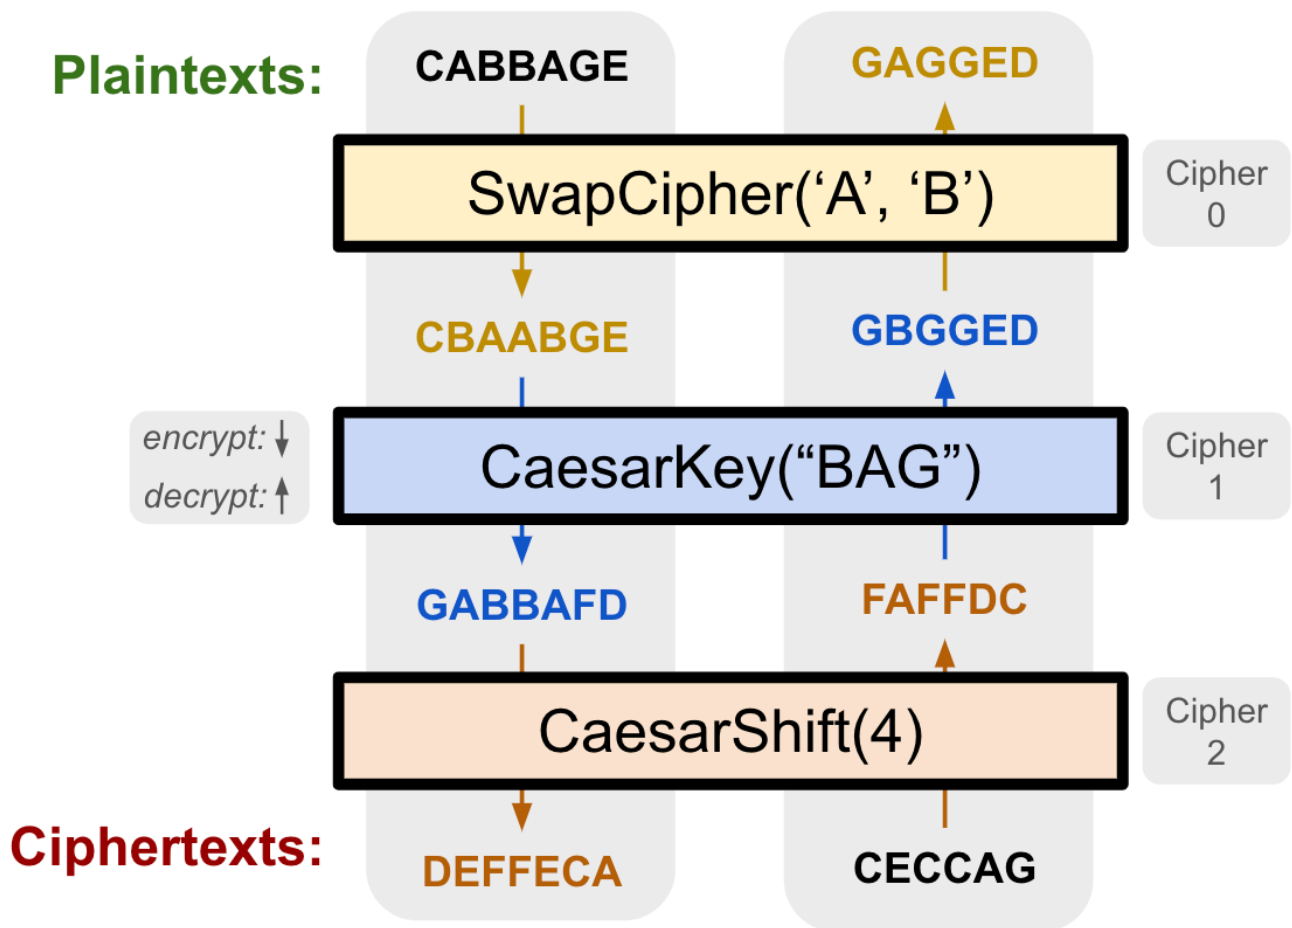 Plaintexts:
CABBAGE
GAGGED
SwapCipher(‘A’, ‘B’)
Cipher
0
CBAABGE
GBGGED
encrypt:
decrypt:
CaesarKey(“BAG”)
Cipher
1
GABBAFD
FAFFDC
CaesarShift(4)
Cipher
2
Ciphertexts:
DEFFECA
CECCAG